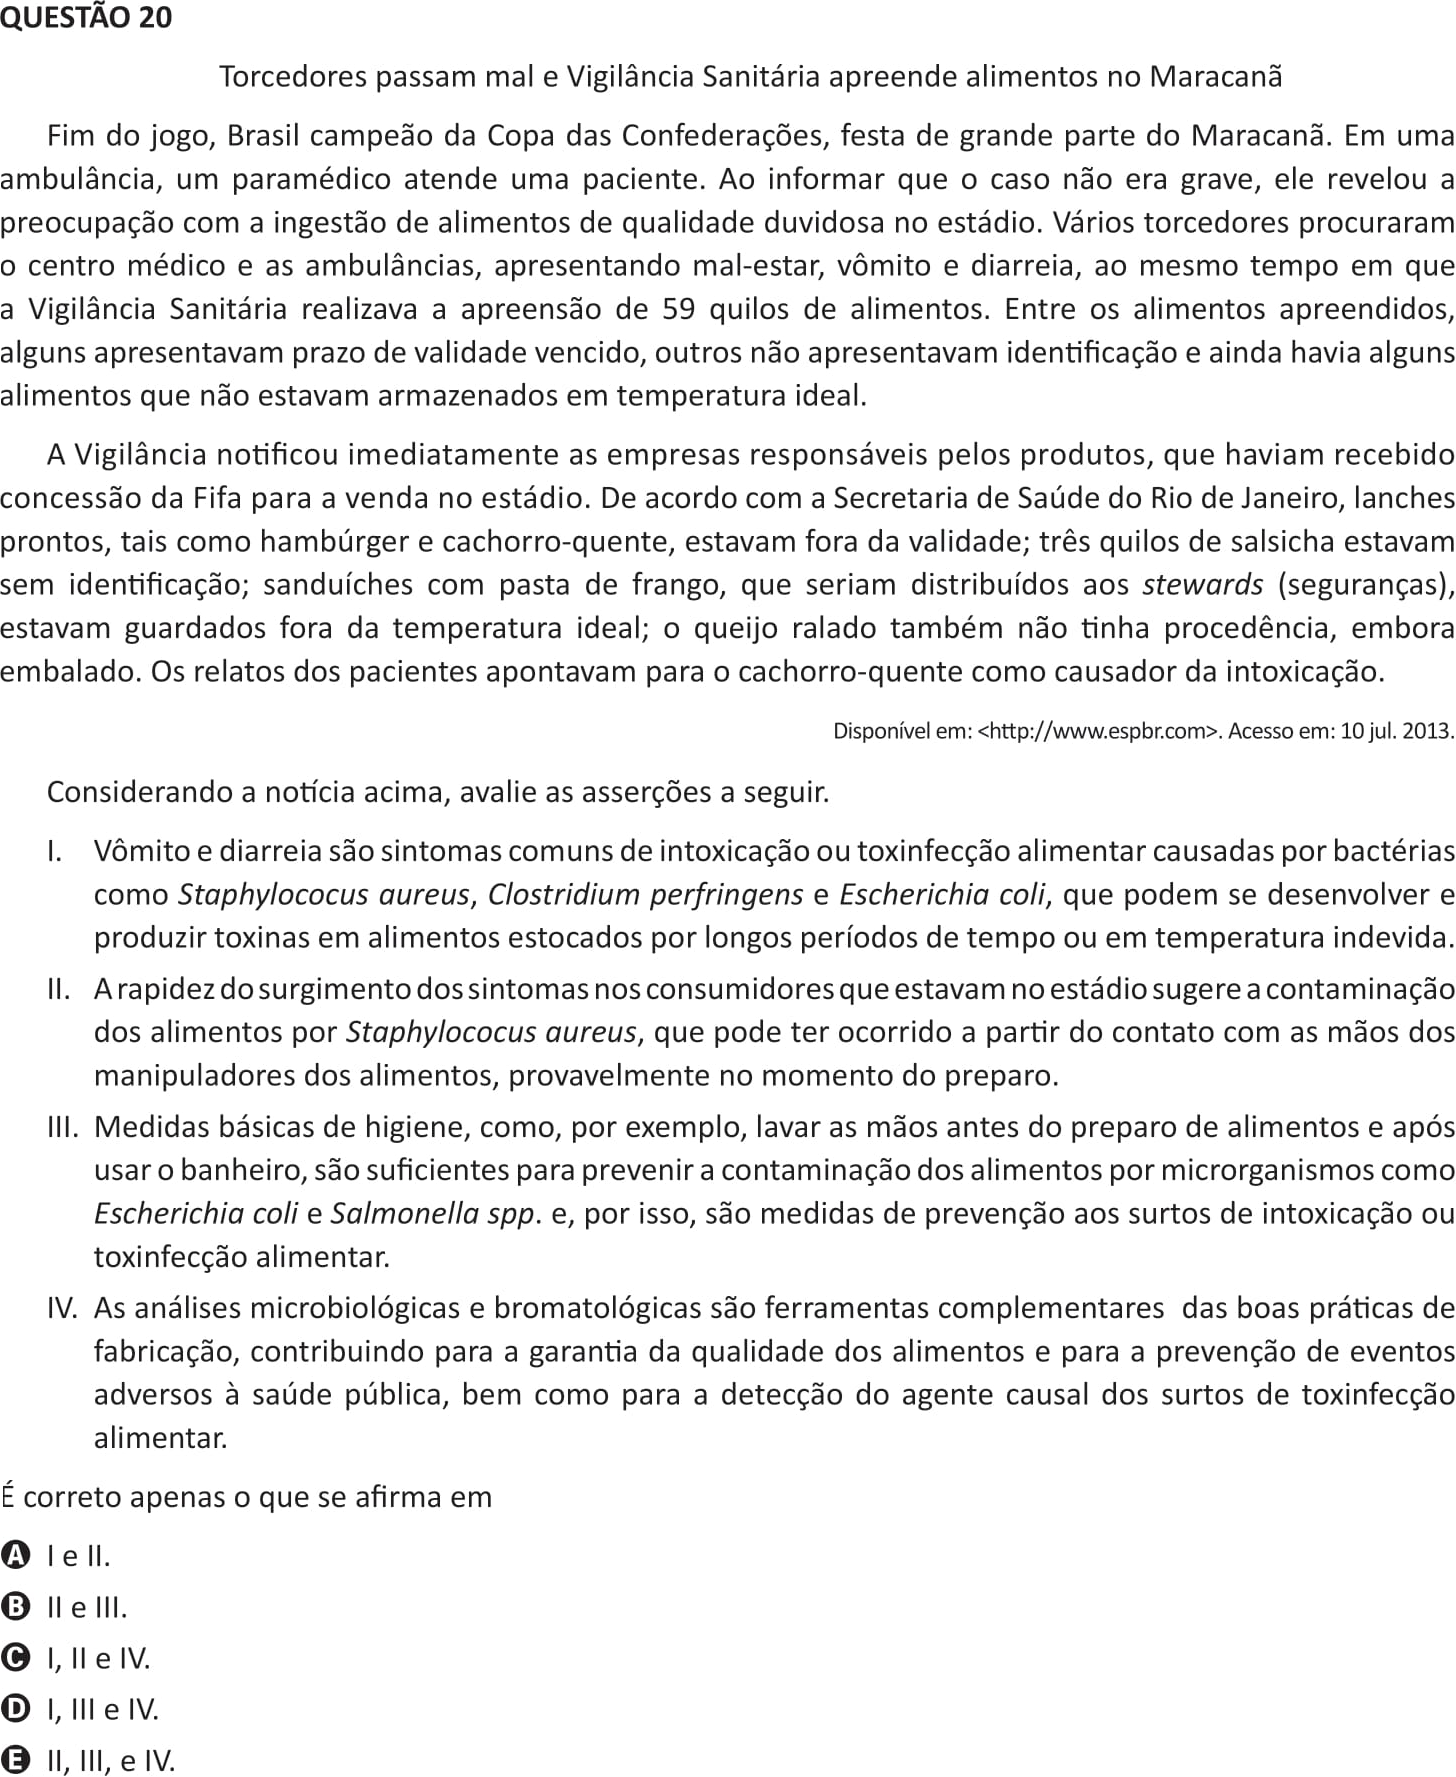 QUESTÃO 20
Torcedores passam mal e Vigilância Sanitária apreende alimentos no Maracanã
Fim do jogo, Brasil campeão da Copa das Confederações, festa de grande parte do Maracanã. Em uma
ambulância, um paramédico atende uma paciente. Ao informar que o caso não era grave, ele revelou a
preocupação com a ingestão de alimentos de qualidade duvidosa no estádio. Vários torcedores procuraram
o centro médico e as ambulâncias, apresentando mal-estar, vômito e diarreia, ao mesmo tempo em que
a Vigilância Sanitária realizava a apreensão de 59 quilos de alimentos. Entre os alimentos apreendidos,
alguns apresentavam prazo de validade vencido, outros não apresentavam identificação e ainda havia alguns
alimentos que não estavam armazenados em temperatura ideal.
A Vigilância notificou imediatamente as empresas responsáveis pelos produtos, que haviam recebido
concessão da Fifa para a venda no estádio. De acordo com a Secretaria de Saúde do Rio de Janeiro, lanches
prontos, tais como hambúrger e cachorro-quente, estavam fora da validade; três quilos de salsicha estavam
sem identificação; sanduíches com pasta de frango, que seriam distribuídos aos stewards (seguranças),
estavam guardados fora da temperatura ideal; o queijo ralado também não tinha procedência, embora
embalado. Os relatos dos pacientes apontavam para o cachorro-quente como causador da intoxicação.
Disponível em: <http://www.espbr.com>. Acesso em: 10 jul. 2013.
Considerando a notícia acima, avalie as asserções a seguir.
I. Vômito e diarreia são sintomas comuns de intoxicação ou toxinfecção alimentar causadas por bactérias
como Staphylococus aureus, Clostridium perfringens e Escherichia coli, que podem se desenvolver e
produzir toxinas em alimentos estocados por longos períodos de tempo ou em temperatura indevida.
II. A rapidez do surgimento dos sintomas nos consumidores que estavam no estádio sugere a contaminação
dos alimentos por Staphylococus aureus, que pode ter ocorrido a partir do contato com as mãos dos
manipuladores dos alimentos, provavelmente no momento do preparo.
III. Medidas básicas de higiene, como, por exemplo, lavar as mãos antes do preparo de alimentos e após
usar o banheiro, são suficientes para prevenir a contaminação dos alimentos por microrganismos como
Escherichia coli e Salmonella spp. e, por isso, são medidas de prevenção aos surtos de intoxicação ou
toxinfecção alimentar.
IV. As análises microbiológicas e bromatológicas são ferramentas complementares das boas práticas de
fabricação, contribuindo para a garantia da qualidade dos alimentos e para a prevenção de eventos
adversos à saúde pública, bem como para a detecção do agente causal dos surtos de toxinfecção
alimentar.
É correto apenas o que se afirma em
A I e II.
B II e III.
C I, II e IV.
D I, III e IV.
E II, III, e IV.